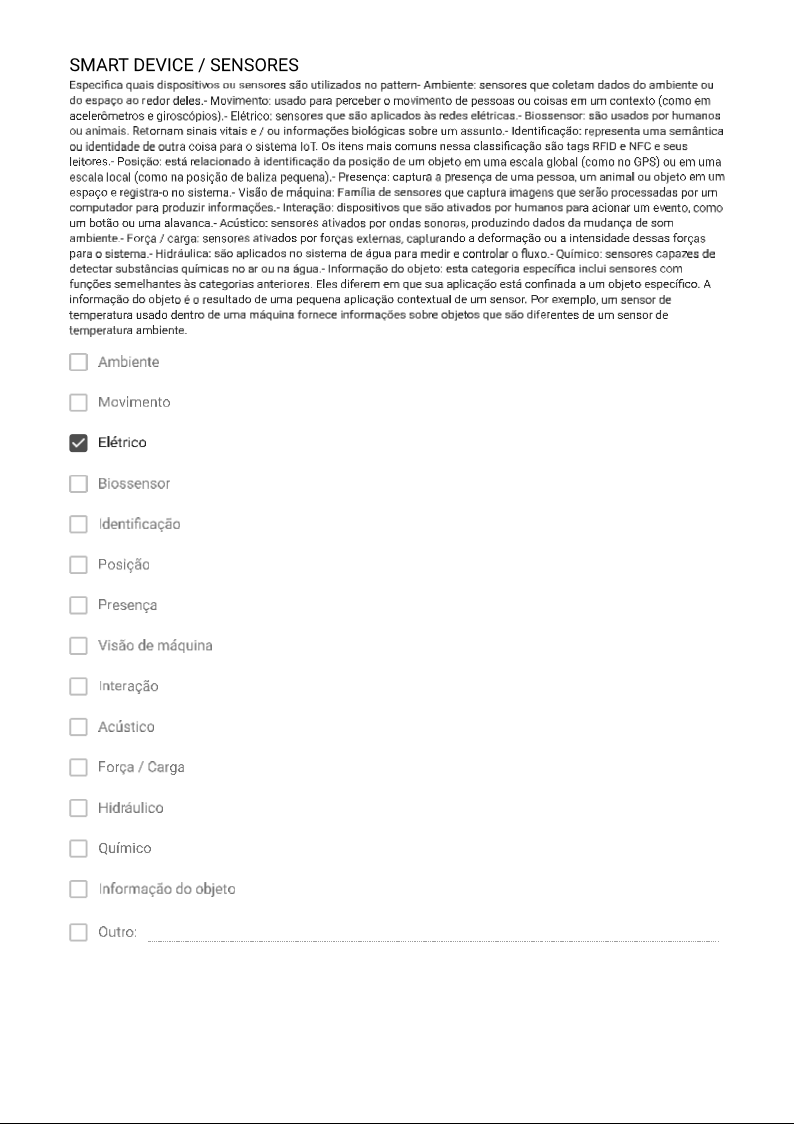 SMART DEVICE / SENSORES
Especifica quais dispositivos ou sensores são utilizados no pattern- Ambiente: sensores que coletam dados do ambiente ou
do espaço ao redor deles.- Movimento: usado para perceber o movimento de pessoas ou coisas em um contexto (como em
acelerômetros e giroscópios).- Elétrico: sensores que são aplicados às redes elétricas.- Biossensor: são usados por humanos
ou animais. Retornam sinais vitais e / ou informações biológicas sobre um assunto.- Identificação: representa uma semântica
ou identidade de outra coisa para o sistema IoT. Os itens mais comuns nessa classificação são tags RFID e NFC e seus
leitores.- Posição: está relacionado à identificação da posição de um objeto em uma escala global (como no GPS) ou em uma
escala local (como na posição de baliza pequena).- Presença: captura a presença de uma pessoa, um animal ou objeto em um
espaço e registra-o no sistema.- Visão de máquina: Família de sensores que captura imagens que serão processadas por um
computador para produzir informações.- Interação: dispositivos que são ativados por humanos para acionar um evento, como
um botão ou uma alavanca.- Acústico: sensores ativados por ondas sonoras, produzindo dados da mudança de som
ambiente.- Força / carga: sensores ativados por forças externas, capturando a deformação ou a intensidade dessas forças
para o sistema.- Hidráulica: são aplicados no sistema de água para medir e controlar o fluxo.- Químico: sensores capazes de
detectar substâncias químicas no ar ou na água.- Informação do objeto: esta categoria específica inclui sensores com
funções semelhantes às categorias anteriores. Eles diferem em que sua aplicação está confinada a um objeto específico. A
informação do objeto é o resultado de uma pequena aplicação contextual de um sensor. Por exemplo, um sensor de
temperatura usado dentro de uma máquina fornece informações sobre objetos que são diferentes de um sensor de
temperatura ambiente.
Ambiente
Movimento
Elétrico
Biossensor
Identificação
Posição
Presença
Visão de máquina
Interação
Acústico
Força / Carga
Hidráulico
Químico
Informação do objeto
Outro: